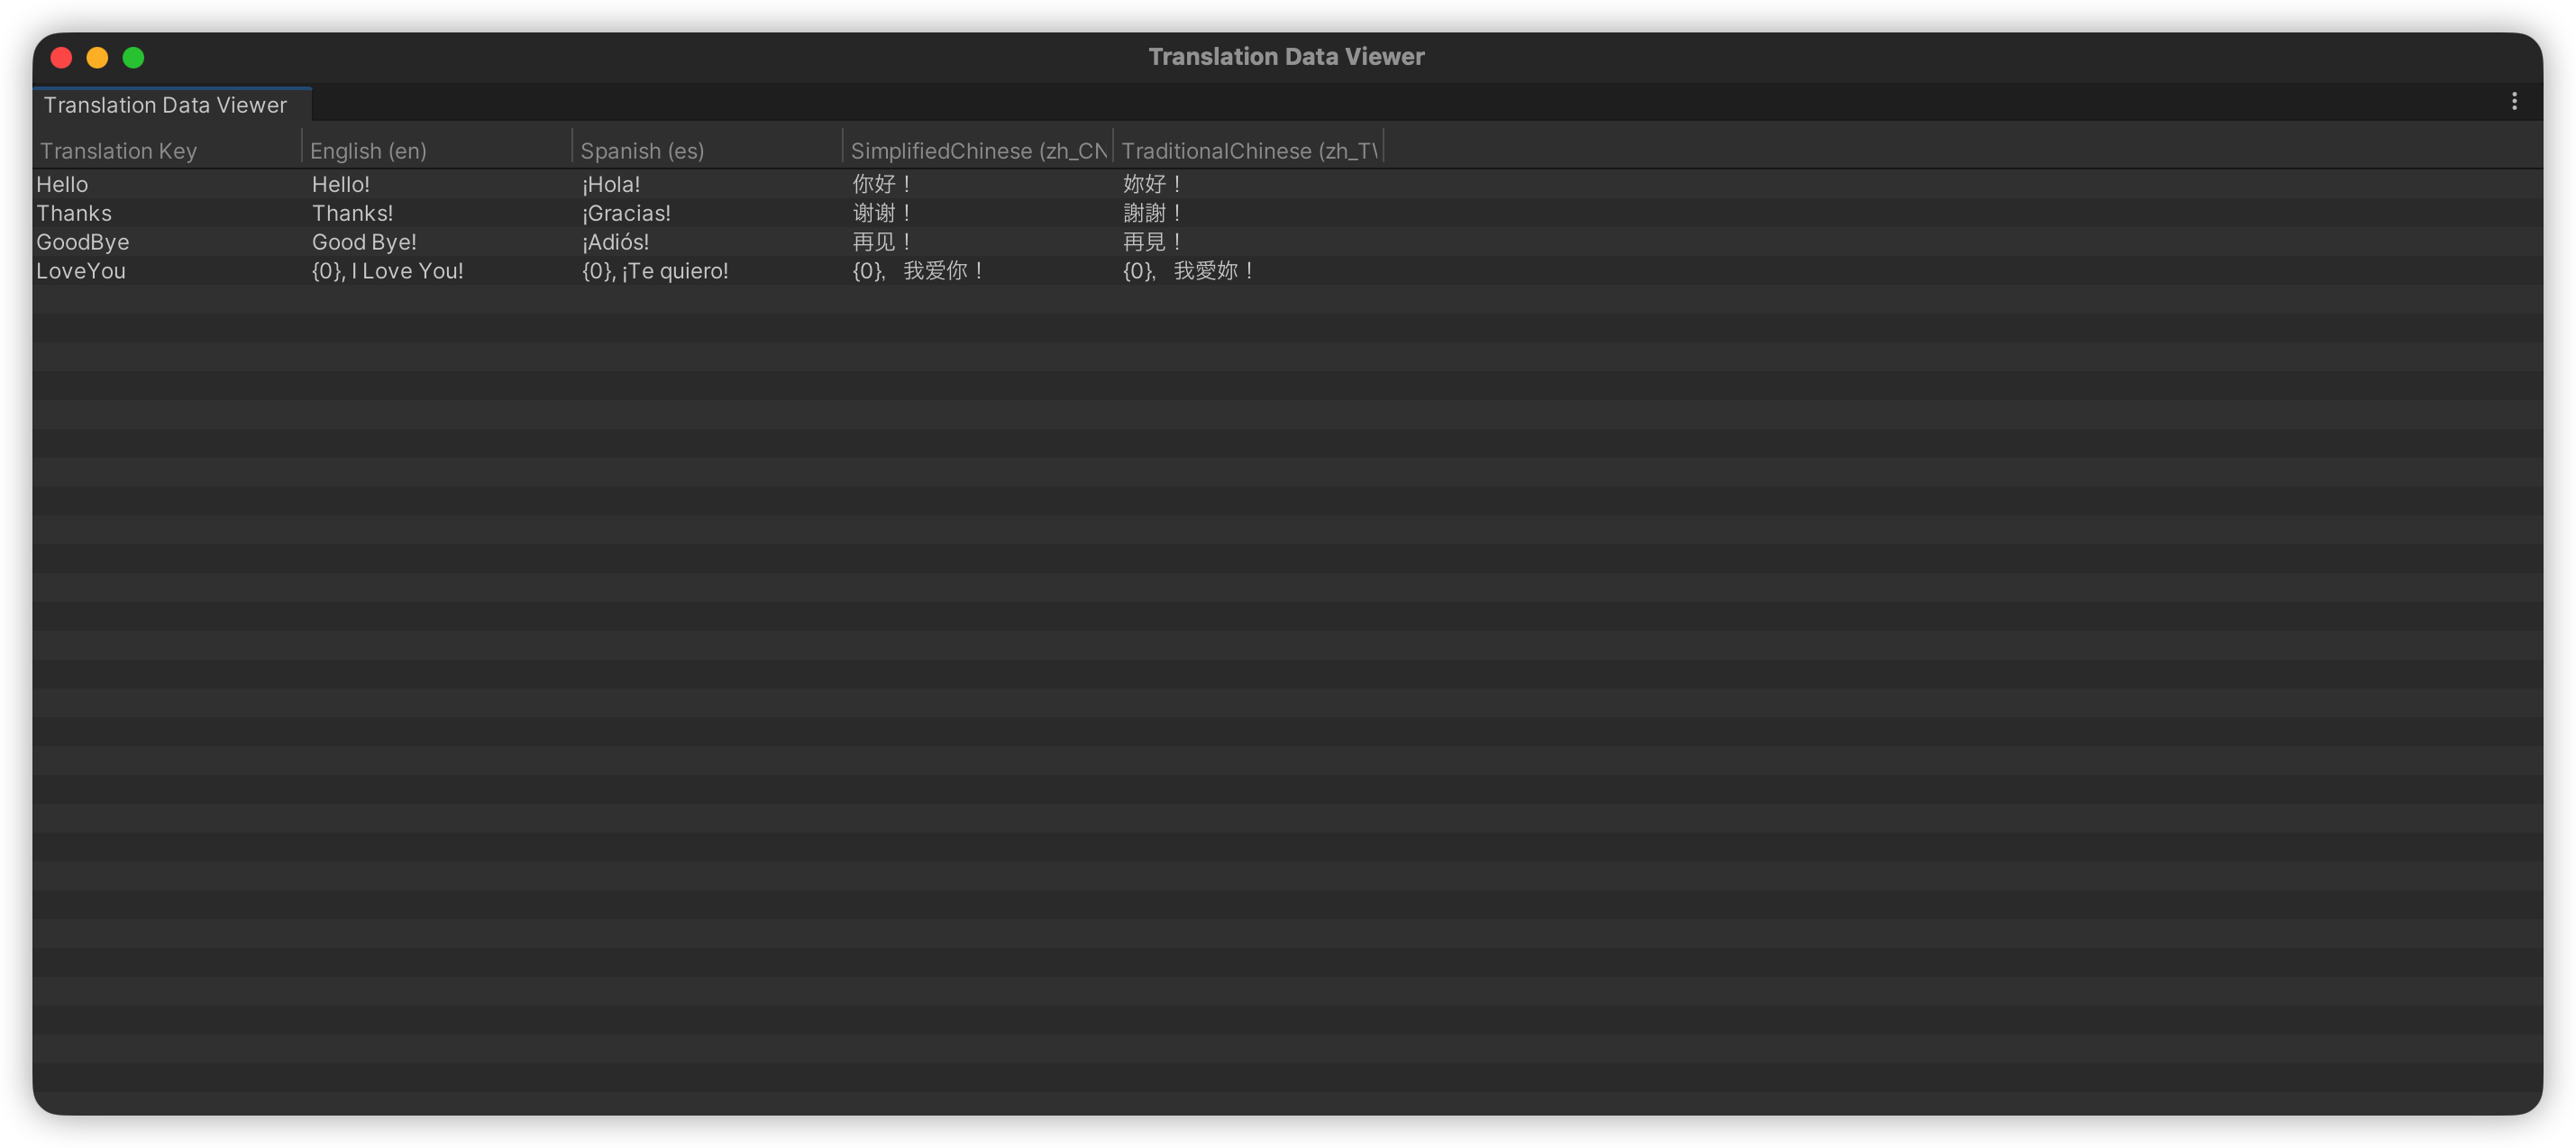 Translation Data Viewer
Translation Data Viewer
Translation Key English (en) Spanish (es) SimplifiedChinese (zh_CN TraditionalChinese (zh_T
Hello Hello! ¡Hola! 你好！ 妳好！
Thanks Thanks! ¡Gracias! 谢谢！ 謝謝！
GoodBye Good Bye! ¡Adiós! 再见！ 再見！
LoveYou {0}, I Love You! {0}, ¡Te quiero! {0}，我爱你！ {0}，我愛妳！